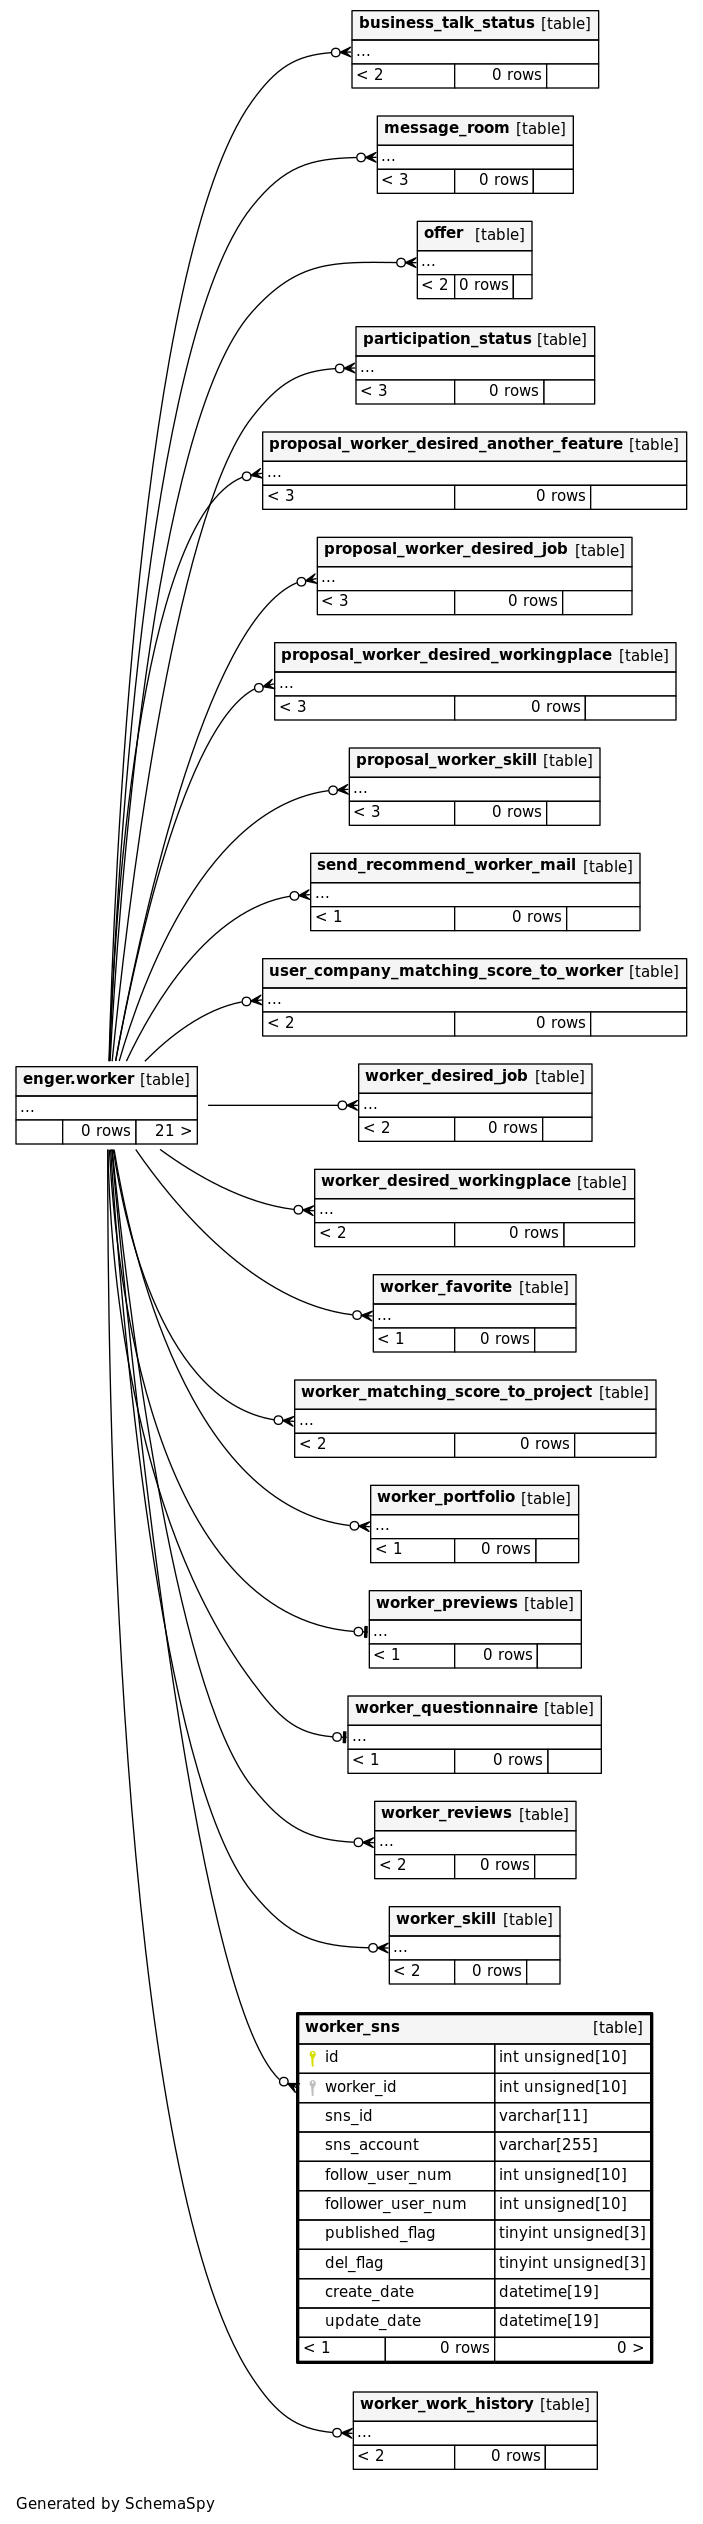 business_talk_status [table]
...
< 2 0 rows
message_room [table]
...
< 3 0 rows
offer [table]
...
< 2 0 rows
participation_status [table]
...
< 3 0 rows
proposal_worker_desired_another_feature [table]
...
< 3 0 rows
proposal_worker_desired_job [table]
...
< 3 0 rows
proposal_worker_desired_workingplace [table]
...
< 3 0 rows
proposal_worker_skill [table]
...
< 3 0 rows
send_recommend_worker_mail [table]
...
< 1 0 rows
user_company_matching_score_to_worker [table]
...
< 2 0 rows
enger.worker [table]
...
0 rows 21 >
worker_desired_job [table]
...
< 2 0 rows
worker_desired_workingplace [table]
...
< 2 0 rows
worker_favorite [table]
...
< 1 0 rows
worker_matching_score_to_project [table]
...
< 2 0 rows
worker_portfolio [table]
...
< 1 0 rows
worker_previews [table]
...
< 1 0 rows
worker_questionnaire [table]
...
< 1 0 rows
worker_reviews [table]
...
< 2 0 rows
worker_skill [table]
...
< 2 0 rows
worker_sns [table]
id int unsigned[10]
worker_id int unsigned[10]
sns_id varchar[11]
sns_account varchar[255]
follow_user_num int unsigned[10]
follower_user_num int unsigned[10]
published_flag tinyint unsigned[3]
del_flag tinyint unsigned[3]
create_date datetime[19]
update_date datetime[19]
< 1 0 rows 0 >
worker_work_history [table]
...
< 2 0 rows
Generated by SchemaSpy